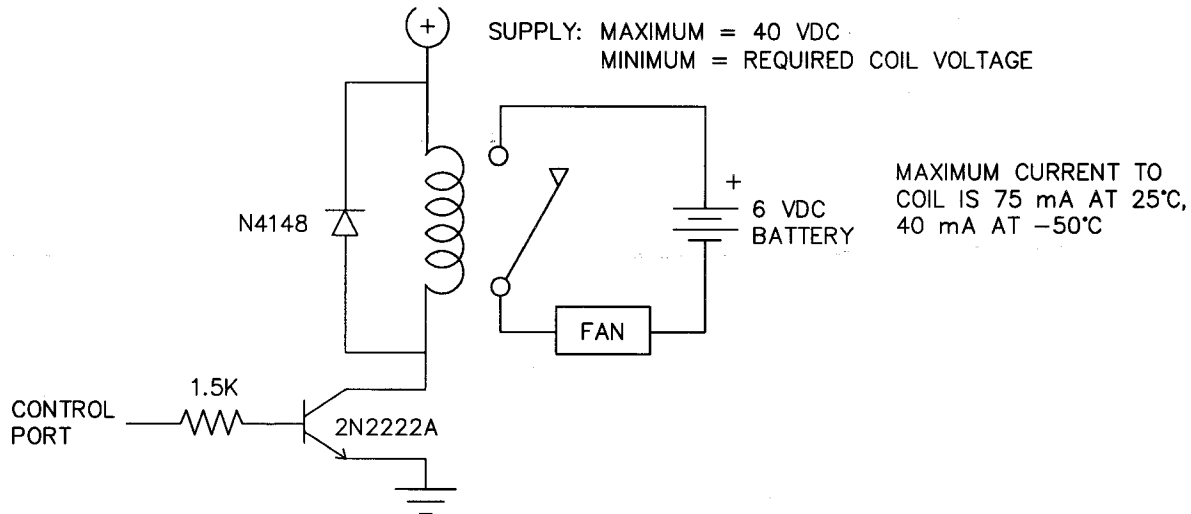 (+)
SUPPLY: MAXIMUM = 40 VDC
MINIMUM = REQUIRED COIL VOLTAGE
N4148
+
6 VDC
BATTERY
MAXIMUM CURRENT TO
COIL IS 75 mA AT 25°C,
40 mA AT −50°C
FAN
1.5K
CONTROL
PORT
2N2222A